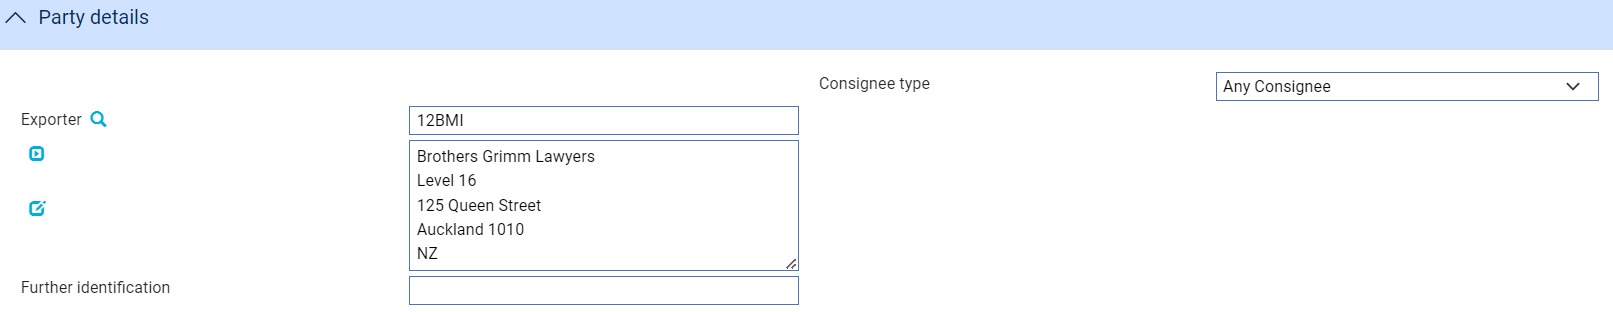 Party details
Consignee type
Any Consignee
Exporter
12BMI
Brothers Grimm Lawyers
Level 16
125 Queen Street
Auckland 1010
NZ
Further identification